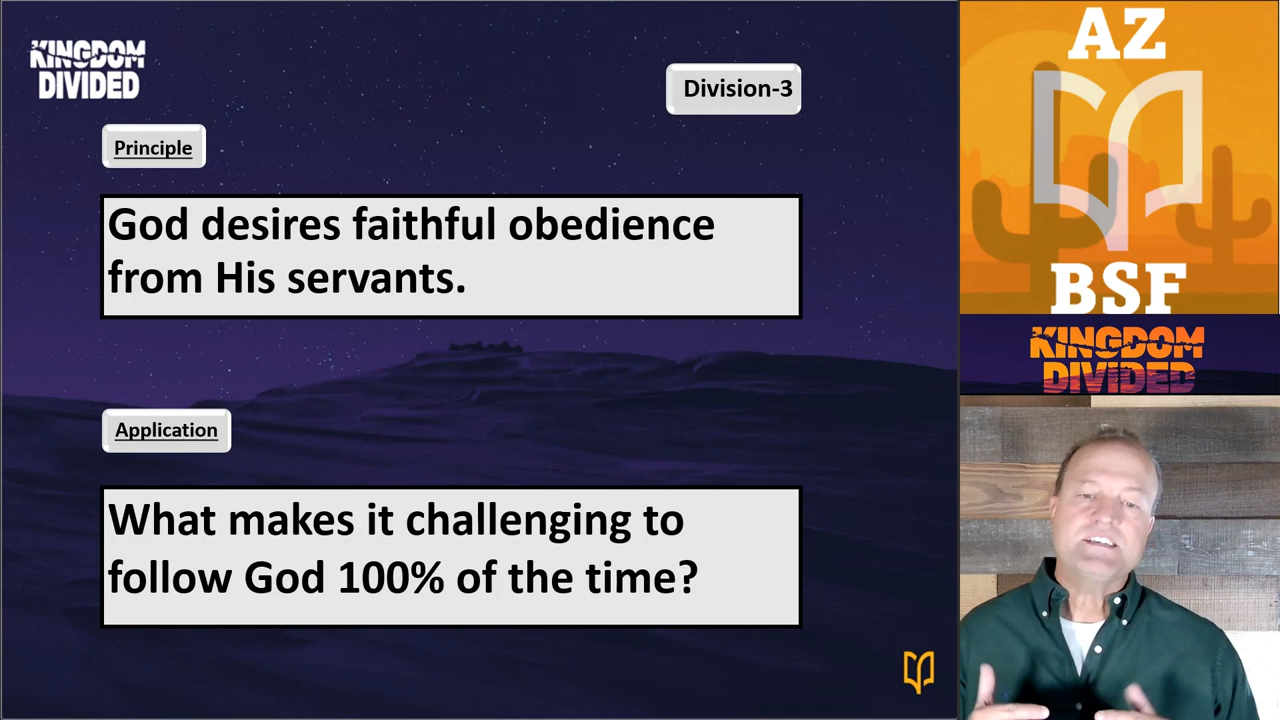 KINGDOM
DIVIDED
Division-3
Principle
God desires faithful obedience
from His servants.
Application
What makes it challenging to
follow God 100% of the time?
AZ
BSF
KINGDOM
DIVIDED